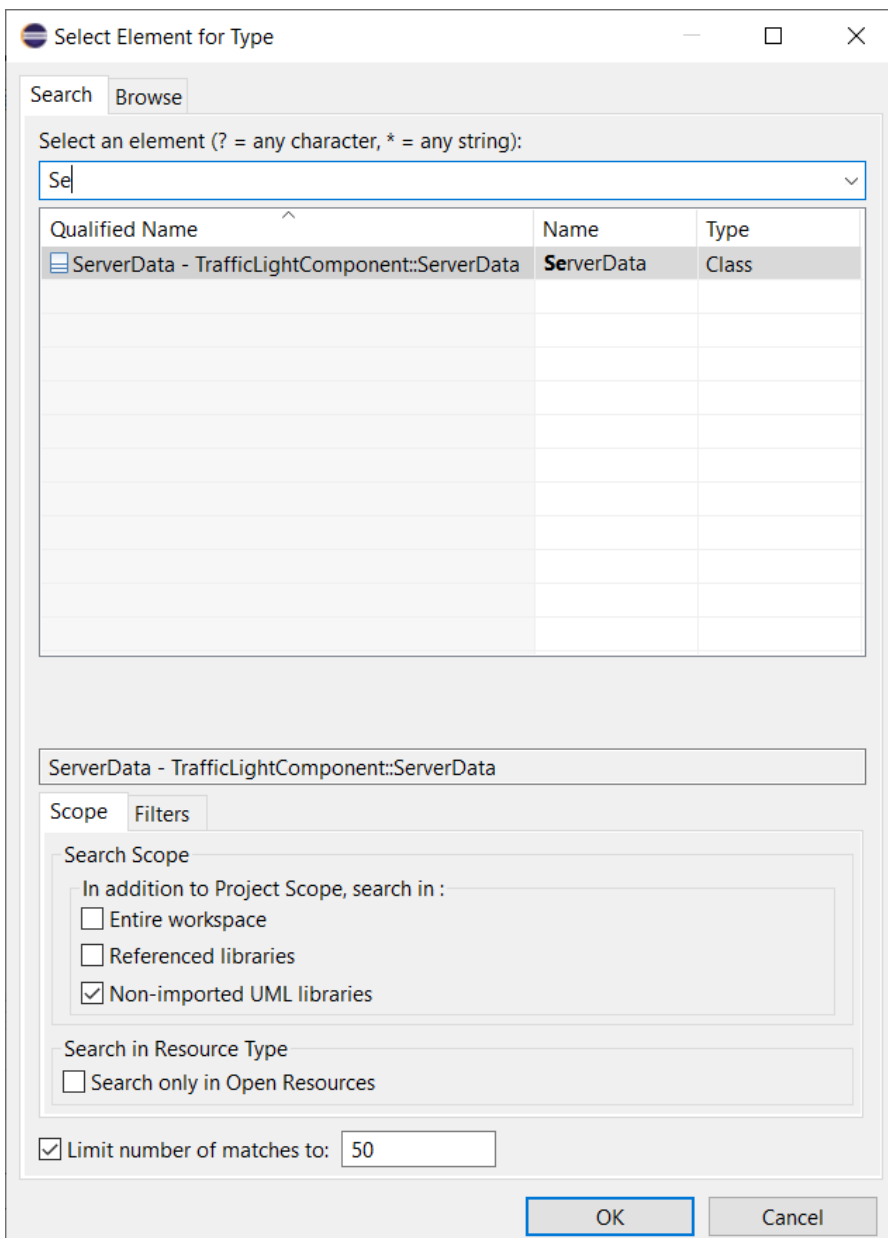 Select Element for Type
Search Browse
Select an element (? = any character, * = any string):
Se
Qualified Name Name Type
ServerData - TrafficLightComponent::ServerData ServerData Class
ServerData - TrafficLightComponent::ServerData
Scope Filters
Search Scope
In addition to Project Scope, search in :
Entire workspace
Referenced libraries
Non-imported UML libraries
Search in Resource Type
Search only in Open Resources
Limit number of matches to: 50
OK Cancel